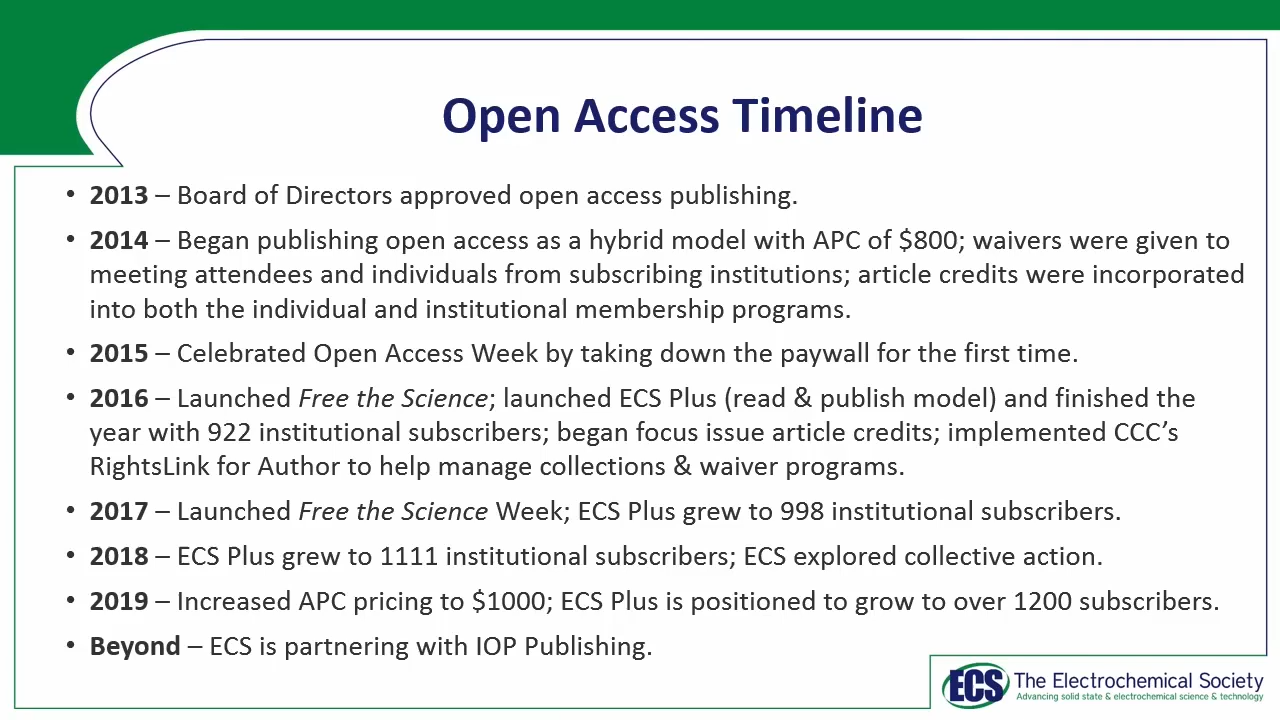 Open Access Timeline
• 2013 – Board of Directors approved open access publishing.
• 2014 – Began publishing open access as a hybrid model with APC of $800; waivers were given to
meeting attendees and individuals from subscribing institutions; article credits were incorporated
into both the individual and institutional membership programs.
• 2015 – Celebrated Open Access Week by taking down the paywall for the first time.
• 2016 – Launched Free the Science; launched ECS Plus (read & publish model) and finished the
year with 922 institutional subscribers; began focus issue article credits; implemented CCC’s
RightsLink for Author to help manage collections & waiver programs.
• 2017 – Launched Free the Science Week; ECS Plus grew to 998 institutional subscribers.
• 2018 – ECS Plus grew to 1111 institutional subscribers; ECS explored collective action.
• 2019 – Increased APC pricing to $1000; ECS Plus is positioned to grow to over 1200 subscribers.
• Beyond – ECS is partnering with IOP Publishing.
ECS The Electrochemical Society
Advancing solid state & electrochemical science & technology